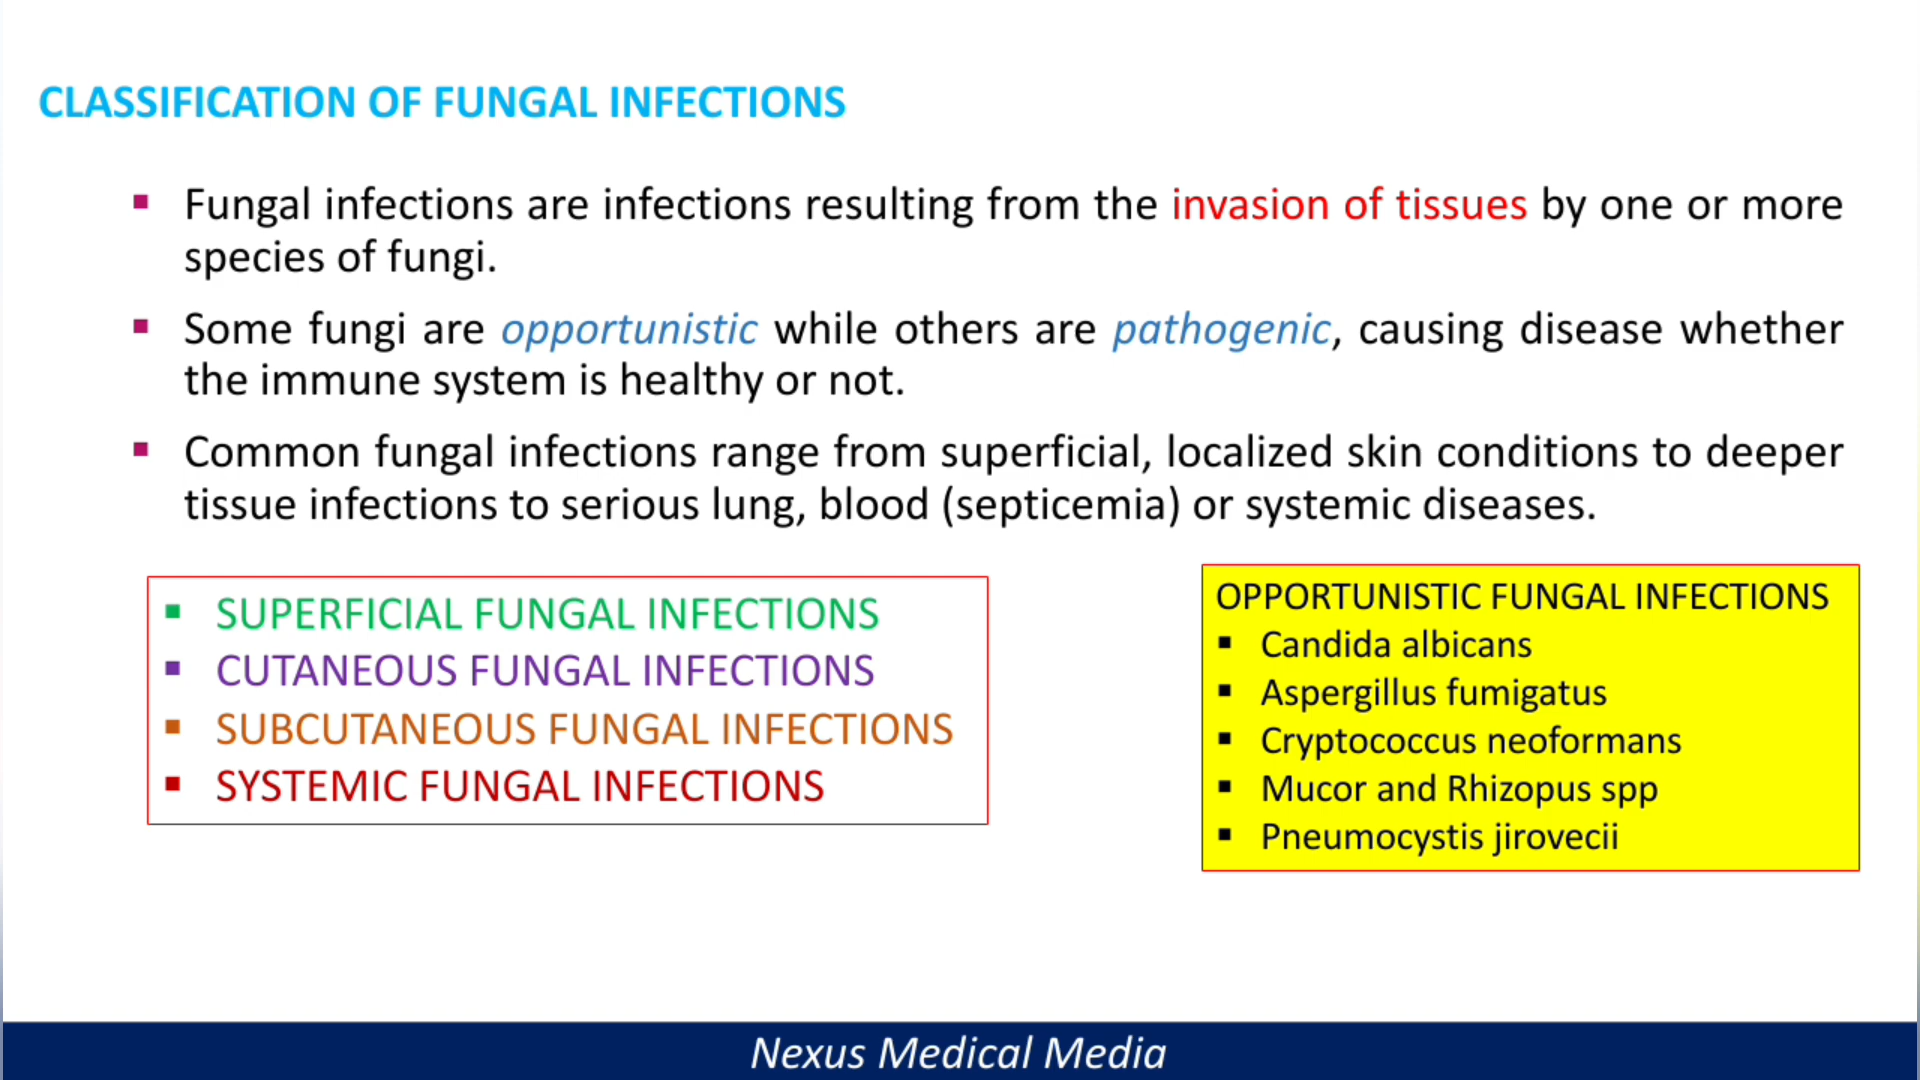 CLASSIFICATION OF FUNGAL INFECTIONS
▪ Fungal infections are infections resulting from the invasion of tissues by one or more
species of fungi.
▪ Some fungi are opportunistic while others are pathogenic, causing disease whether
the immune system is healthy or not.
▪ Common fungal infections range from superficial, localized skin conditions to deeper
tissue infections to serious lung, blood (septicemia) or systemic diseases.
▪ SUPERFICIAL FUNGAL INFECTIONS
▪ CUTANEOUS FUNGAL INFECTIONS
▪ SUBCUTANEOUS FUNGAL INFECTIONS
▪ SYSTEMIC FUNGAL INFECTIONS
OPPORTUNISTIC FUNGAL INFECTIONS
▪ Candida albicans
▪ Aspergillus fumigatus
▪ Cryptococcus neoformans
▪ Mucor and Rhizopus spp
▪ Pneumocystis jirovecii
Nexus Medical Media